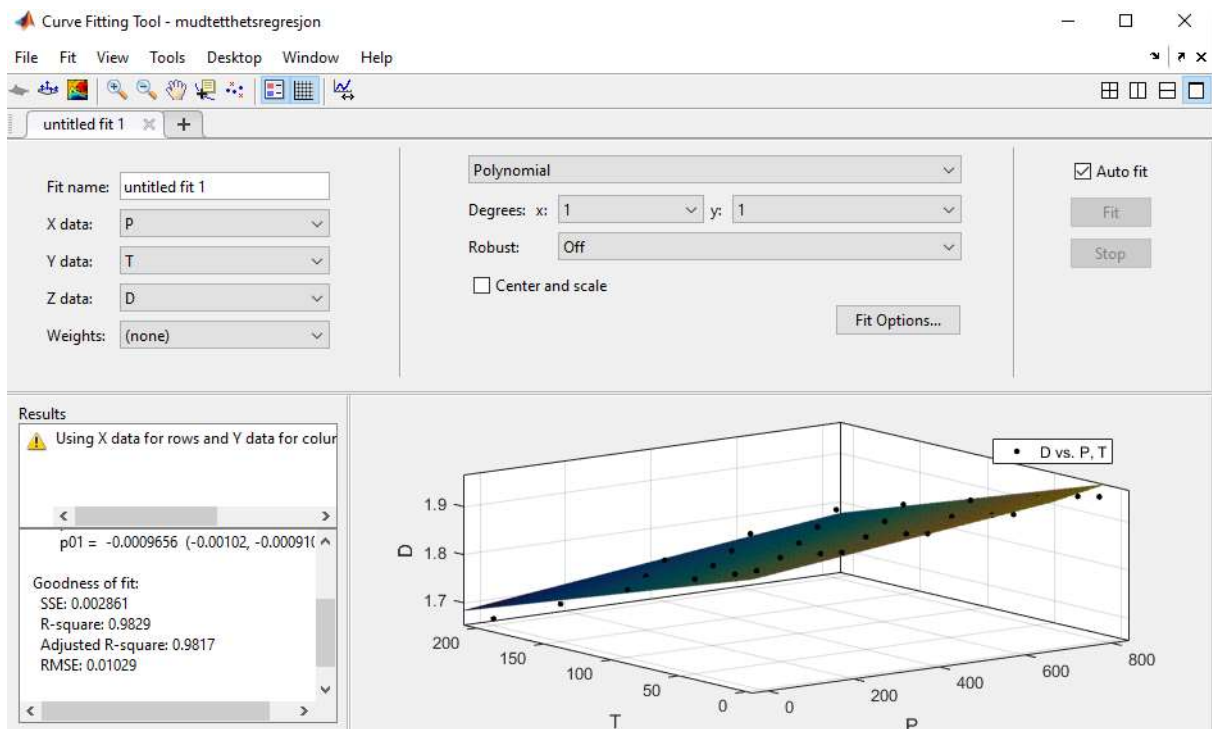 Curve Fitting Tool - mudtetthetsregresjon
File Fit View Tools Desktop Window Help
untitled fit 1
Fit name: untitled fit 1
X data: P
Y data: T
Z data: D
Weights: (none)
Polynomial
Degrees: x: 1 y: 1
Robust: Off
Center and scale
Fit Options...
Auto fit
Fit
Stop
Results
Using X data for rows and Y data for colur
p01 = -0.0009656 (-0.00102, -0.000910
Goodness of fit:
SSE: 0.002861
R-square: 0.9829
Adjusted R-square: 0.9817
RMSE: 0.01029
D vs. P, T
1.9
1.8
1.7
D
200
150
100
50
0
T
0
200
400
600
800
P